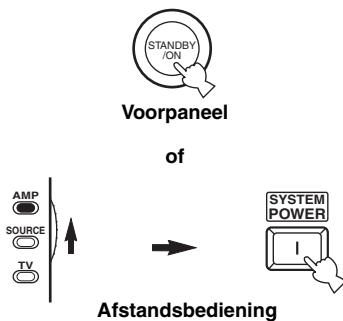 STANDBY
/ON
Voorpaneel
of
AMP
SOURCE
TV
SYSTEM
POWER
I
Afstandsbediening